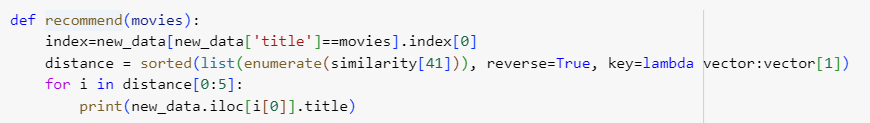 def recommend(movies):
    index=new_data[new_data['title']==movies].index[0]
    distance = sorted(list(enumerate(similarity[41])), reverse=True, key=lambda vector:vector[1])
    for i in distance[0:5]:
        print(new_data.iloc[i[0]].title)